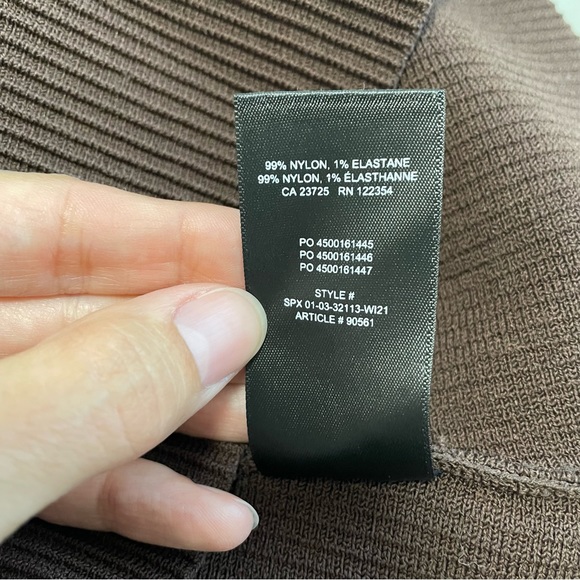 99% NYLON, 1% ELASTANE
99% NYLON, 1% ÉLASTHANNE
CA 23725 RN 122354
PO 4500161445
PO 4500161446
PO 4500161447
STYLE #
SPX 01-03-32113-WI21
ARTICLE # 90561